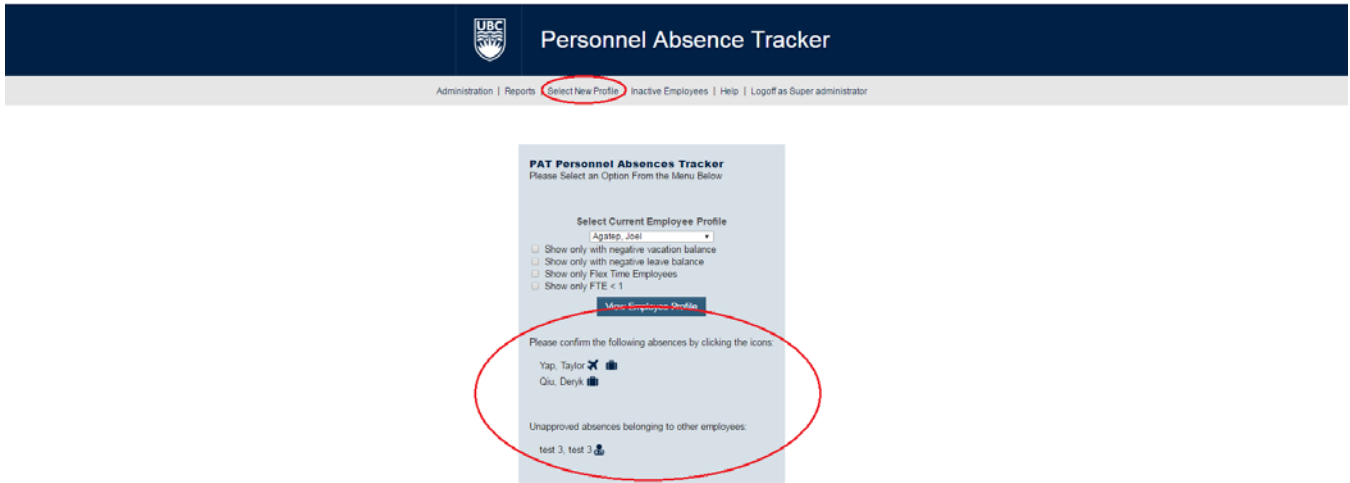 UBC
Personnel Absence Tracker
Administration | Reports | Select New Profile | Inactive Employees | Help | Logoff as Super administrator
PAT Personnel Absences Tracker
Please Select an Option From the Menu Below
Select Current Employee Profile
Agatep, Joel
Show only with negative vacation balance
Show only with negative leave balance
Show only Flex Time Employees
Show only FTE < 1
View Employee Profile
Please confirm the following absences by clicking the icons:
Yap, Taylor
Qiu, Deryk
Unapproved absences belonging to other employees:
test 3, test 3